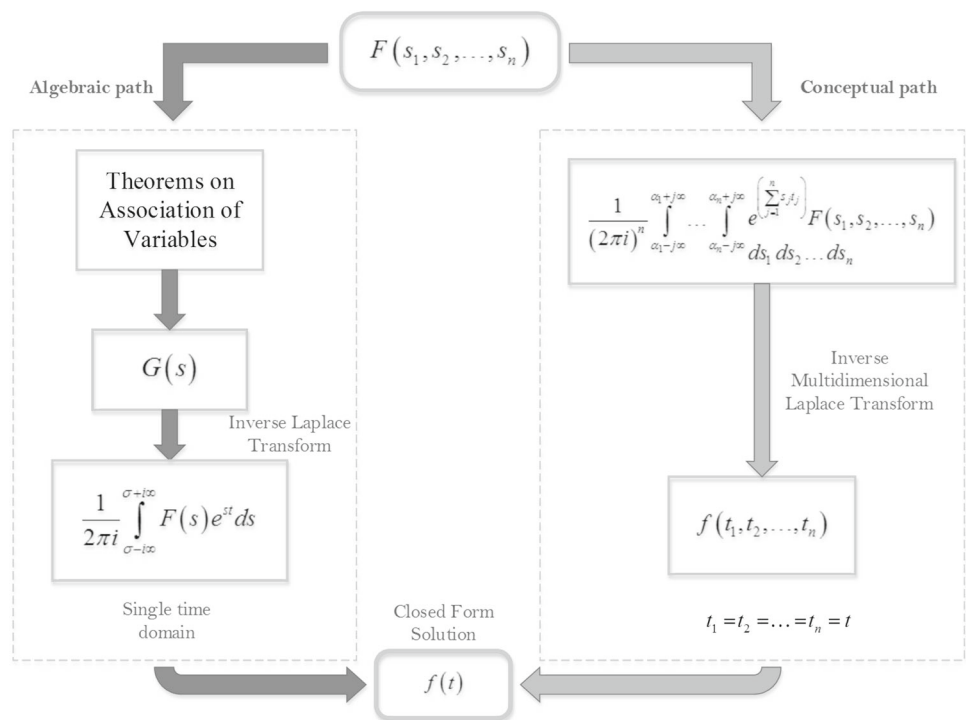 F(s₁, s₂, ..., sₙ)
Algebraic path
Conceptual path
Theorems on
Association of
Variables
G(s)
Inverse Laplace
Transform
1/(2πi) ∫_{σ−i∞}^{σ+i∞} F(s)e^{st}ds
Single time
domain
1/(2πi)ⁿ ∫_{α₁−j∞}^{α₁+j∞} ... ∫_{αₙ−j∞}^{αₙ+j∞} e^{(∑_{j=1}^{n} s_j t_j)} F(s₁, s₂, ..., sₙ)
ds₁ ds₂ ... dsₙ
Inverse
Multidimensional
Laplace Transform
f(t₁, t₂, ..., tₙ)
t₁ = t₂ = ... = tₙ = t
Closed Form
Solution
f(t)